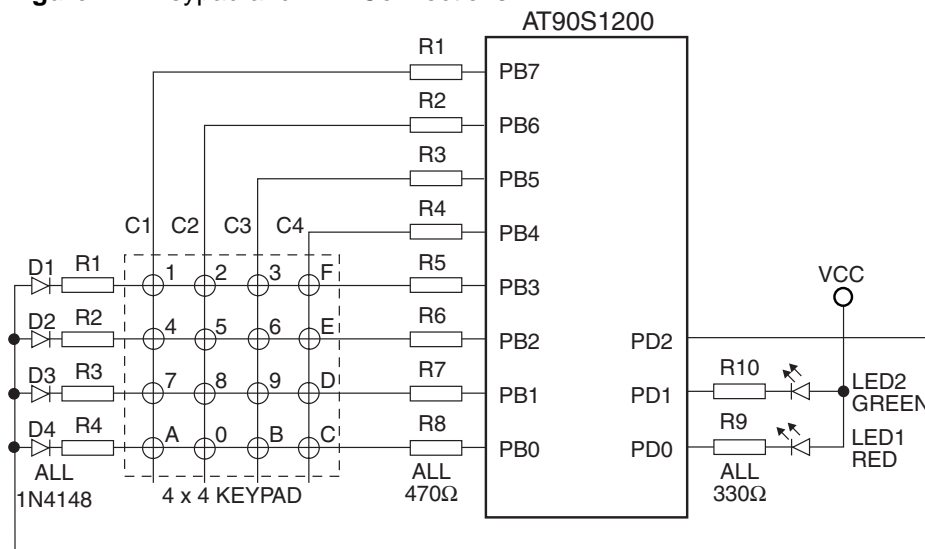 AT90S1200
R1
PB7
R2
PB6
R3
PB5
R4
PB4
C1 C2 C3 C4
D1 R1 1 2 3 F R5 PB3
VCC
D2 R2 4 5 6 E R6 PB2 PD2
D3 R3 7 8 9 D R7 PB1 PD1 R10 LED2
GREEN
D4 R4 A 0 B C R8 PB0 PD0 R9 LED1
RED
ALL
1N4148
4 x 4 KEYPAD
ALL
470Ω
ALL
330Ω